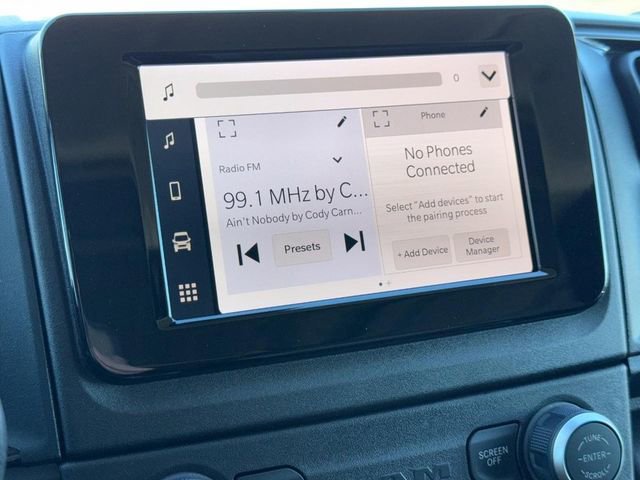 0
Radio FM
99.1 MHz by C...
Ain't Nobody by Cody Carn...
Presets
Phone
No Phones
Connected
Select "Add devices" to start
the pairing process
+ Add Device
Device
Manager
SCREEN
OFF
TUNE
ENTER
SCROLL